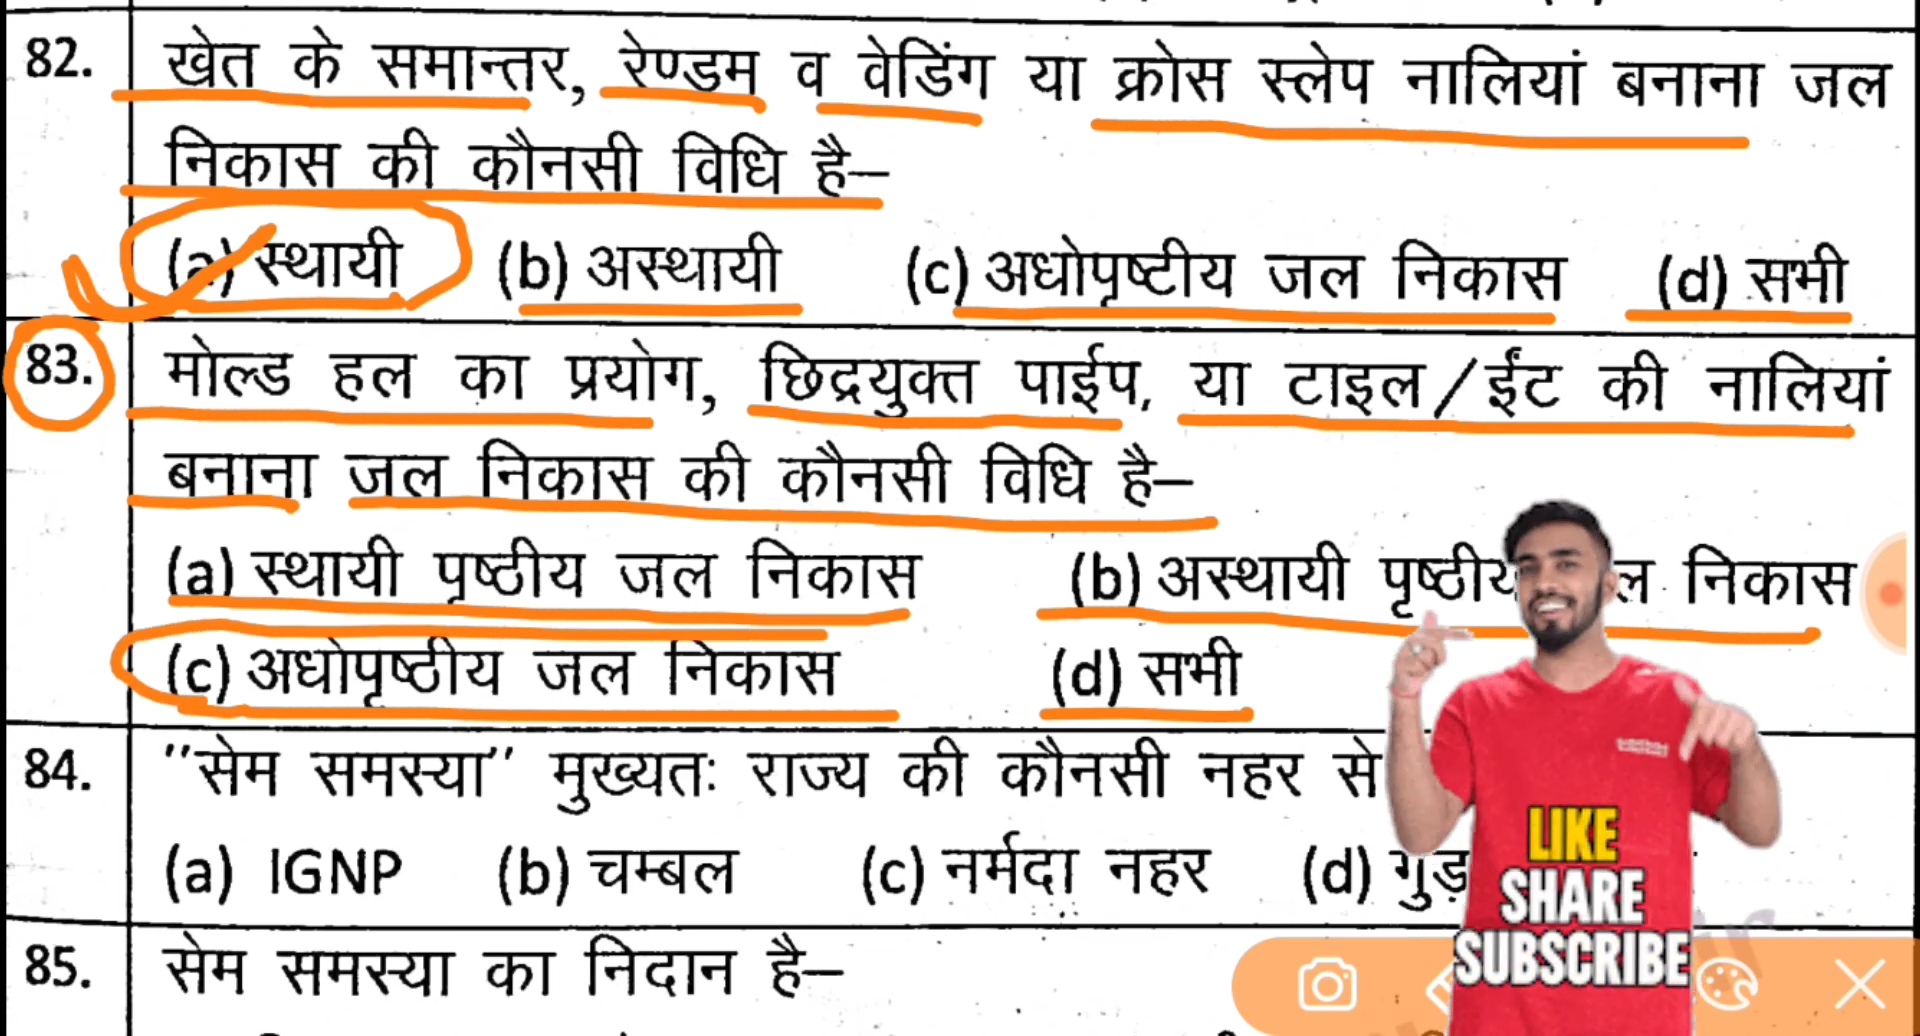 82. खेत के समान्तर, रेण्डम व वेडिंग या क्रोस स्लेप नालियां बनाना जल
निकास की कौनसी विधि है–
(a) स्थायी (b) अस्थायी (c) अधोपृष्टीय जल निकास (d) सभी
83. मोल्ड हल का प्रयोग, छिद्रयुक्त पाईप, या टाइल/ईंट की नालियां
बनाना जल निकास की कौनसी विधि है–
(a) स्थायी पृष्ठीय जल निकास (b) अस्थायी पृष्ठीय निकास
(c) अधोपृष्ठीय जल निकास (d) सभी
84. "सेम समस्या" मुख्यतः राज्य की कौनसी नहर से
(a) IGNP (b) चम्बल (c) नर्मदा नहर (d)
85. सेम समस्या का निदान है–
LIKE
SHARE
SUBSCRIBE